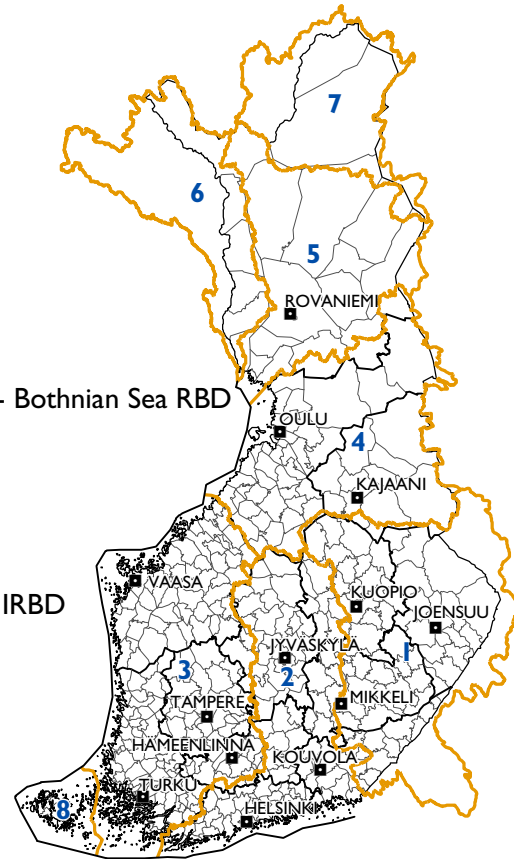 7
6
5
ROVANIEMI
- Bothnian Sea RBD
OULU
4
KAJAANI
VAASA
IRBD
KUOPIO
JOENSUU
JYVÄSKYLÄ
1
3
2
TAMPERE
MIKKELI
HÄMEENLINNA
KOUVOLA
TURKU
8
HELSINKI